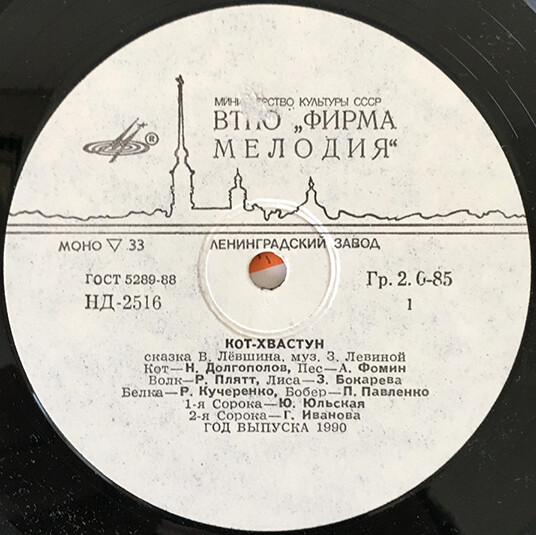 МИНИСТЕРСТВО КУЛЬТУРЫ СССР
ВТПО „ФИРМА
МЕЛОДИЯ“
®
МОНО ▽ 33
ЛЕНИНГРАДСКИЙ ЗАВОД
ГОСТ 5289-88
НД-2516
Гр. 2. 0-85
1
КОТ-ХВАСТУН
сказка В. Лёвшина, муз. З. Левиной
Кот—Н. Долгополов, Пес—А. Фомин
Волк—Р. Плятт, Лиса—З. Бокарева
Белка—Р. Кучеренко, Бобер—П. Павленко
1-я Сорока—Ю. Юльская
2-я Сорока—Г. Иванова
ГОД ВЫПУСКА 1990